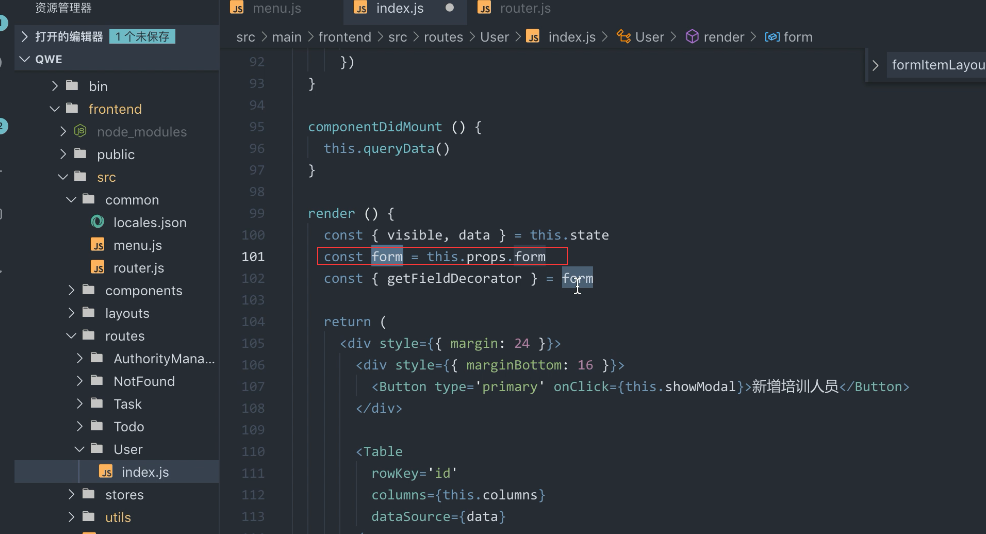 资源管理器
打开的编辑器 1 个未保存
QWE
bin
frontend
node_modules
public
src
common
locales.json
menu.js
router.js
components
layouts
routes
AuthorityMana...
NotFound
Task
Todo
User
index.js
stores
utils
JS menu.js JS index.js JS router.js
src > main > frontend > src > routes > User > JS index.js > User > render > form
formItemLayou
92 })
93 }
94
95 componentDidMount () {
96 this.queryData()
97 }
98
99 render () {
100 const { visible, data } = this.state
101 const form = this.props.form
102 const { getFieldDecorator } = form
103
104 return (
105 <div style={{ margin: 24 }}>
106 <div style={{ marginBottom: 16 }}>
107 <Button type='primary' onClick={this.showModal}>新增培训人员</Button>
108 </div>
109
110 <Table
111 rowKey='id'
112 columns={this.columns}
113 dataSource={data}